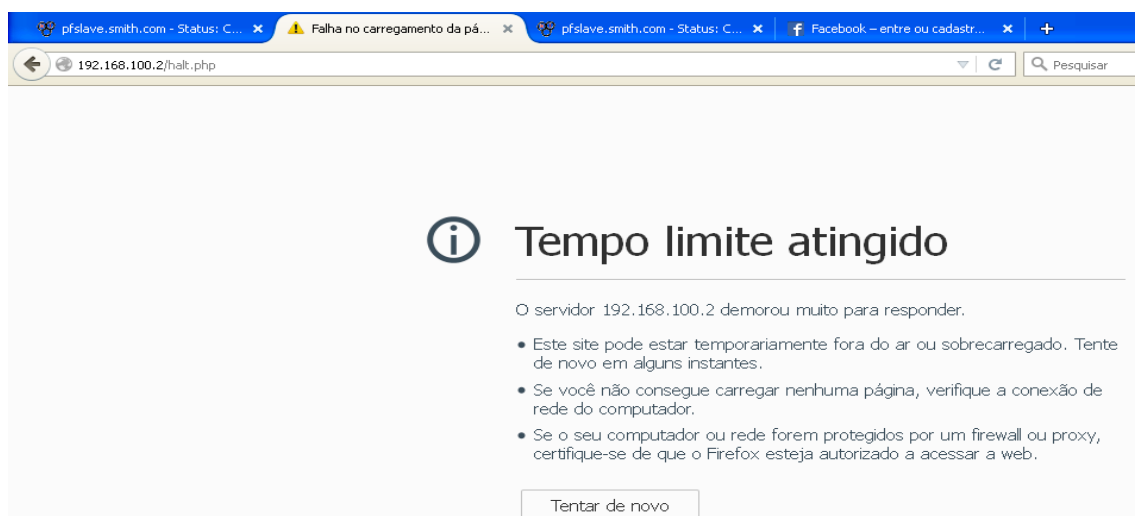 pfslave.smith.com - Status: C... Falha no carregamento da pá... pfslave.smith.com - Status: C... Facebook – entre ou cadastr...
192.168.100.2/halt.php Pesquisar
Tempo limite atingido
O servidor 192.168.100.2 demorou muito para responder.
Este site pode estar temporariamente fora do ar ou sobrecarregado. Tente
de novo em alguns instantes.
Se você não consegue carregar nenhuma página, verifique a conexão de
rede do computador.
Se o seu computador ou rede forem protegidos por um firewall ou proxy,
certifique-se de que o Firefox esteja autorizado a acessar a web.
Tentar de novo